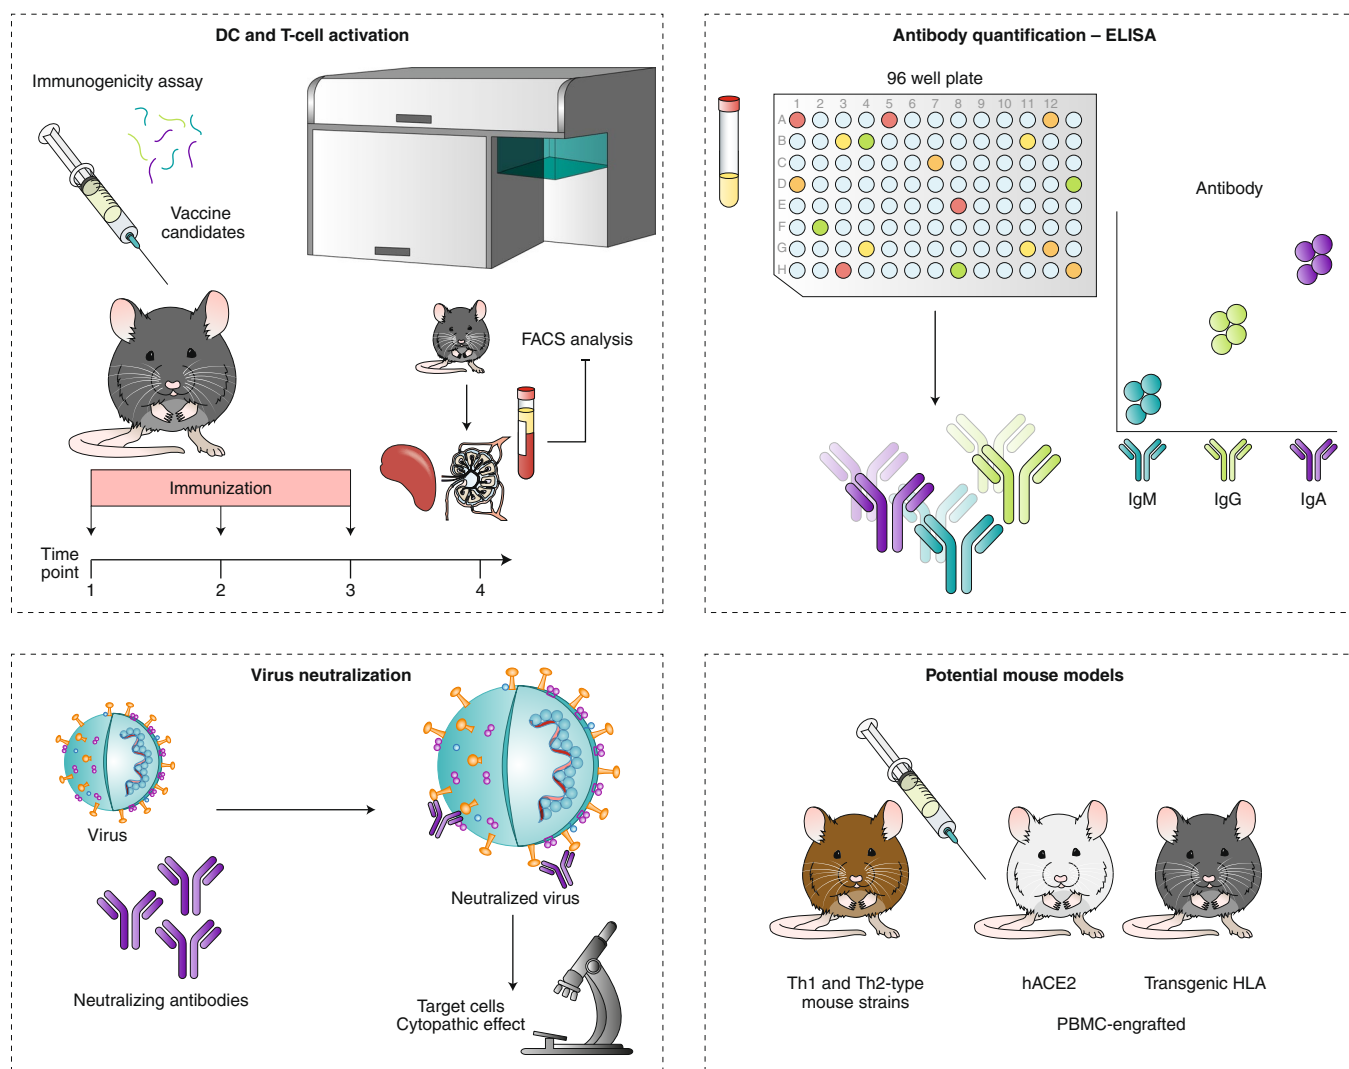 DC and T-cell activation
Immunogenicity assay
Vaccine
candidates
FACS analysis
Immunization
Time
point
1 2 3 4
Antibody quantification – ELISA
96 well plate
1 2 3 4 5 6 7 8 9 10 11 12
A
B
C
D
E
F
G
H
Antibody
IgM IgG IgA
Virus neutralization
Virus
Neutralizing antibodies
Neutralized virus
Target cells
Cytopathic effect
Potential mouse models
Th1 and Th2-type
mouse strains
hACE2
Transgenic HLA
PBMC-engrafted